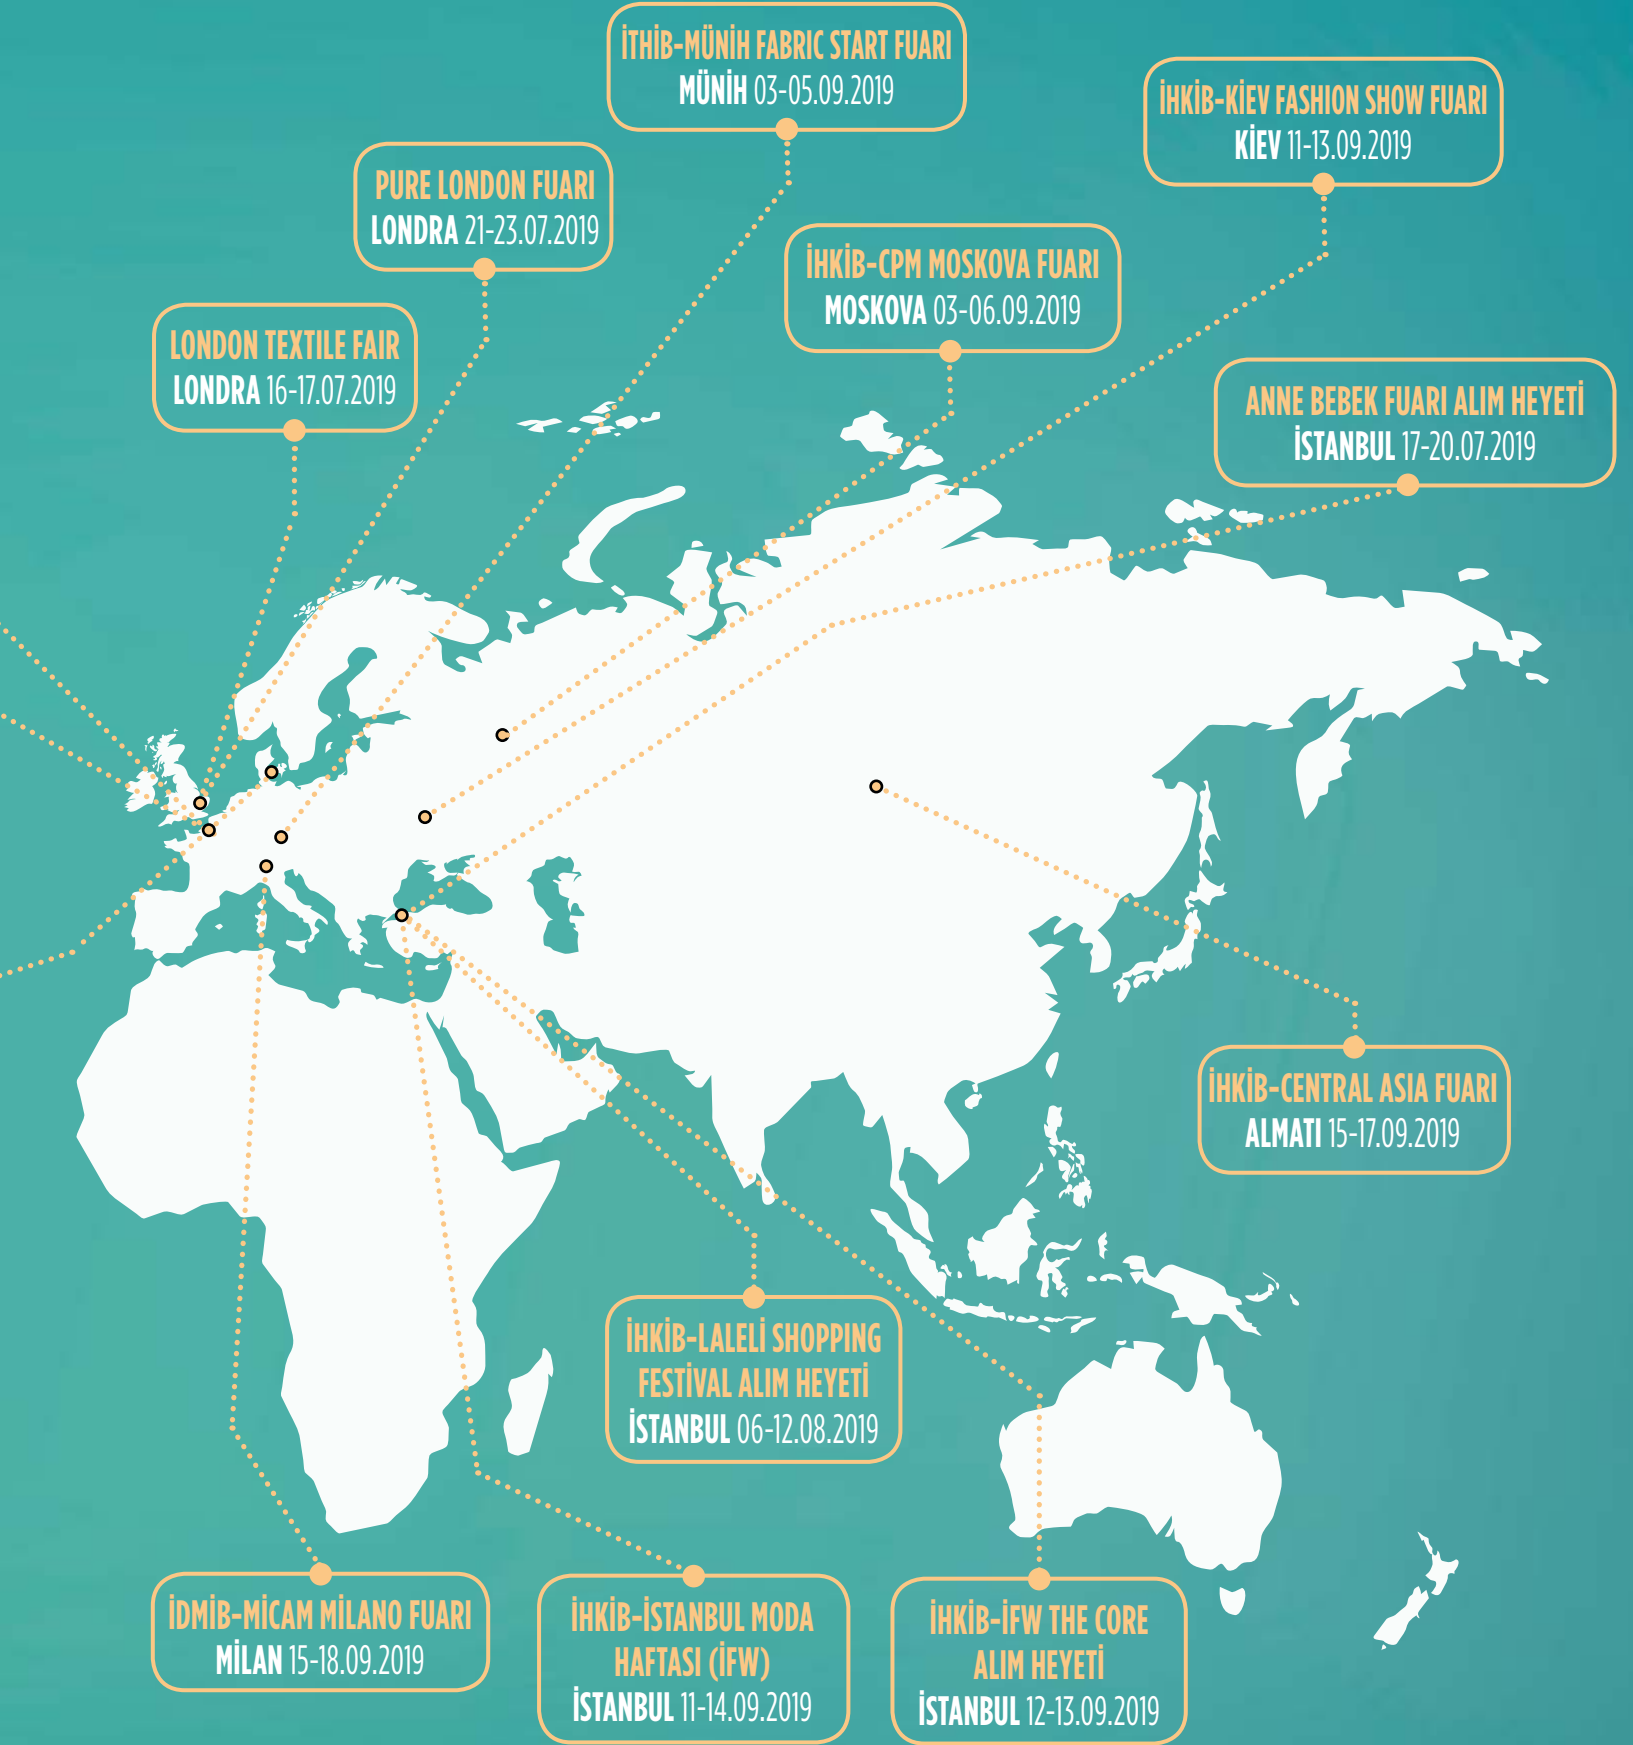 İTHİB-MÜNİH FABRIC START FUARI
MÜNİH 03-05.09.2019
İHKİB-KİEV FASHION SHOW FUARI
KİEV 11-13.09.2019
PURE LONDON FUARI
LONDRA 21-23.07.2019
İHKİB-CPM MOSKOVA FUARI
MOSKOVA 03-06.09.2019
LONDON TEXTILE FAIR
LONDRA 16-17.07.2019
ANNE BEBEK FUARI ALIM HEYETİ
İSTANBUL 17-20.07.2019
İHKİB-CENTRAL ASIA FUARI
ALMATI 15-17.09.2019
İHKİB-LALELİ SHOPPING
FESTİVAL ALIM HEYETİ
İSTANBUL 06-12.08.2019
İDMİB-MİCAM MİLANO FUARI
MİLAN 15-18.09.2019
İHKİB-İSTANBUL MODA
HAFTASI (İFW)
İSTANBUL 11-14.09.2019
İHKİB-İFW THE CORE
ALIM HEYETİ
İSTANBUL 12-13.09.2019